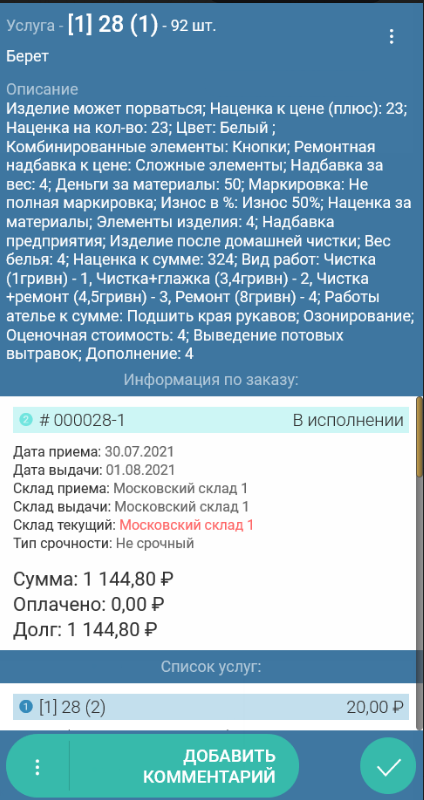 Услуга - [1] 28 (1) - 92 шт.
Берет
Описание
Изделие может порваться; Наценка к цене (плюс): 23;
Наценка на кол-во: 23; Цвет: Белый ;
Комбинированные элементы: Кнопки; Ремонтная
надбавка к цене: Сложные элементы; Надбавка за
вес: 4; Деньги за материалы: 50; Маркировка: Не
полная маркировка; Износ в %: Износ 50%; Наценка за
материалы; Элементы изделия: 4; Надбавка
предприятия; Изделие после домашней чистки; Вес
белья: 4; Наценка к сумме: 324; Вид работ: Чистка
(1гривн) - 1, Чистка+глажка (3,4гривн) - 2, Чистка
+ремонт (4,5гривн) - 3, Ремонт (8гривн) - 4; Работы
ателье к сумме: Подшить края рукавов; Озонирование;
Оценочная стоимость: 4; Выведение потовых
вытравок; Дополнение: 4
Информация по заказу:
2 # 000028-1 В исполнении
Дата приема: 30.07.2021
Дата выдачи: 01.08.2021
Склад приема: Московский склад 1
Склад выдачи: Московский склад 1
Склад текущий: Московский склад 1
Тип срочности: Не срочный
Сумма: 1 144,80 ₽
Оплачено: 0,00 ₽
Долг: 1 144,80 ₽
Список услуг:
1 [1] 28 (2) 20,00 ₽
ДОБАВИТЬ
КОММЕНТАРИЙ